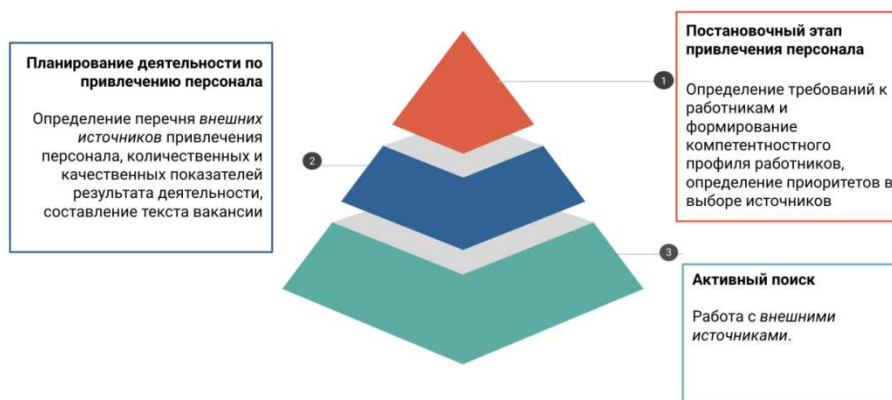 Постановочный этап
привлечения персонала
Определение требований к
работникам и
формирование
компетентностного
профиля работников,
определение приоритетов в
выборе источников
1
Планирование деятельности по
привлечению персонала
Определение перечня внешних
источников привлечения
персонала, количественных и
качественных показателей
результата деятельности,
составление текста вакансии
2
3
Активный поиск
Работа с внешними
источниками.